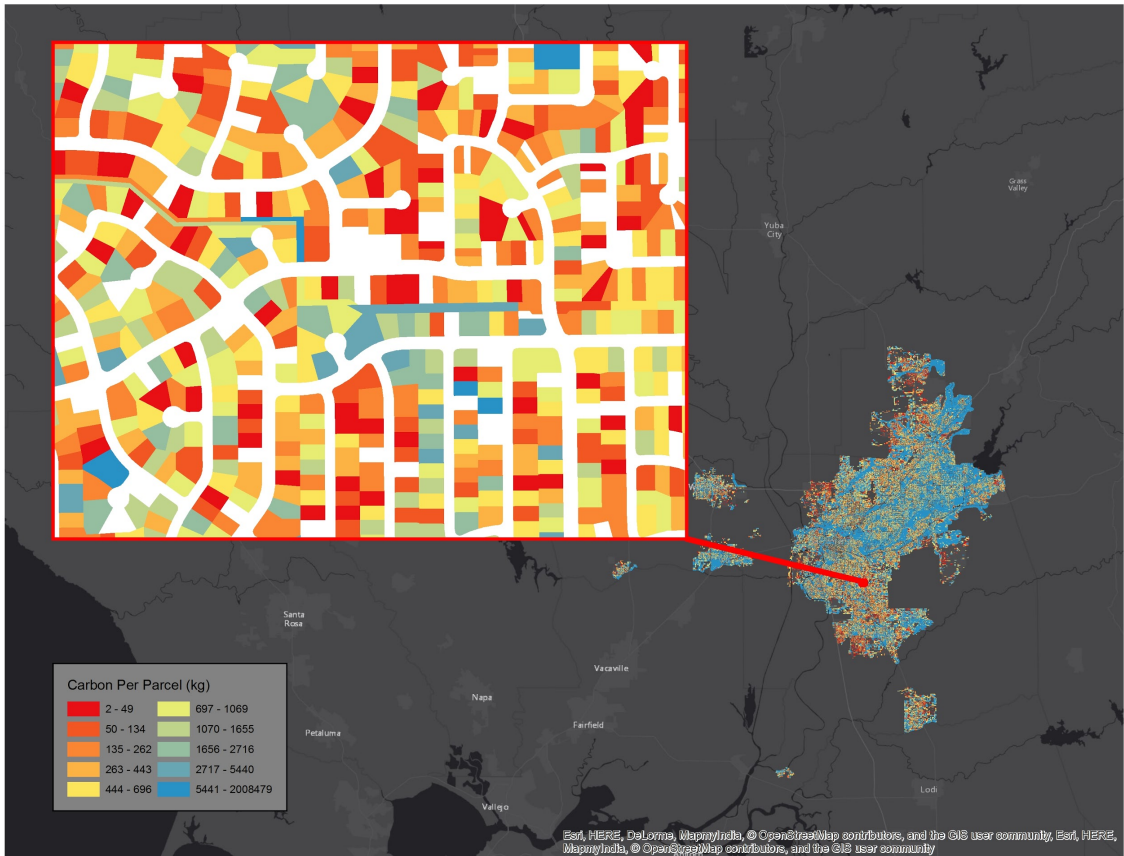 Grass
Valley
Yuba
City
W
Santa
Rosa
Vacaville
Napa
Fairfield
Petaluma
Vallejo
Lodi
Carbon Per Parcel (kg)
2 - 49
50 - 134
135 - 262
263 - 443
444 - 696
697 - 1069
1070 - 1655
1656 - 2716
2717 - 5440
5441 - 2008479
Esri, HERE, DeLorme, MapmyIndia, © OpenStreetMap contributors, and the GIS user community, Esri, HERE,
MapmyIndia, © OpenStreetMap contributors, and the GIS user community